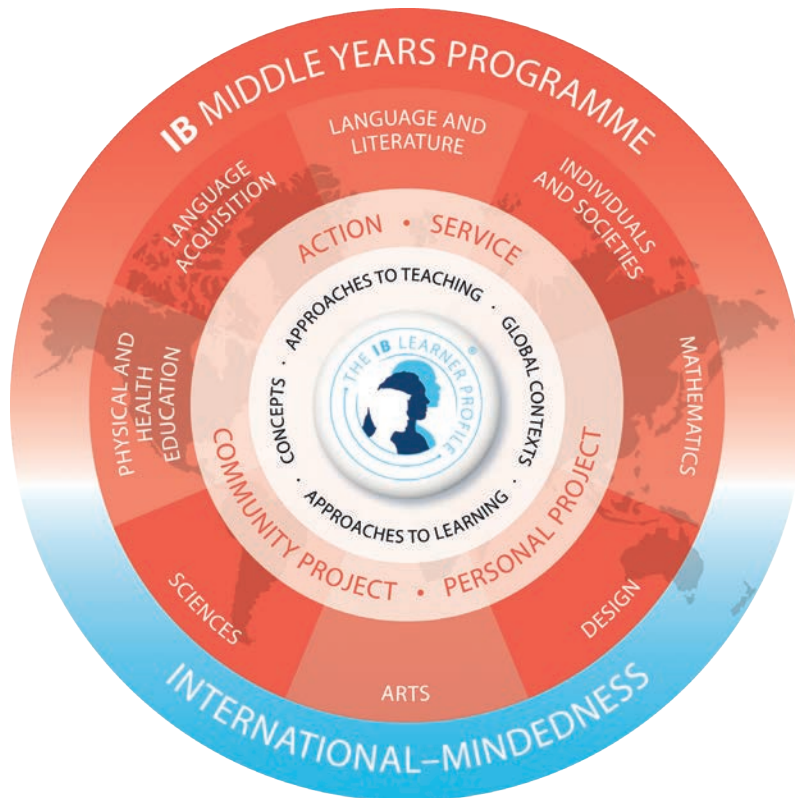 IB MIDDLE YEARS PROGRAMME
LANGUAGE AND
LITERATURE
INDIVIDUALS
AND SOCIETIES
MATHEMATICS
DESIGN
ARTS
SCIENCES
PHYSICAL AND
HEALTH
EDUCATION
LANGUAGE
ACQUISITION
ACTION • SERVICE
PERSONAL PROJECT
•
COMMUNITY PROJECT
APPROACHES TO TEACHING ·
GLOBAL CONTEXTS ·
APPROACHES TO LEARNING ·
CONCEPTS ·
THE IB LEARNER PROFILE®
INTERNATIONAL–MINDEDNESS